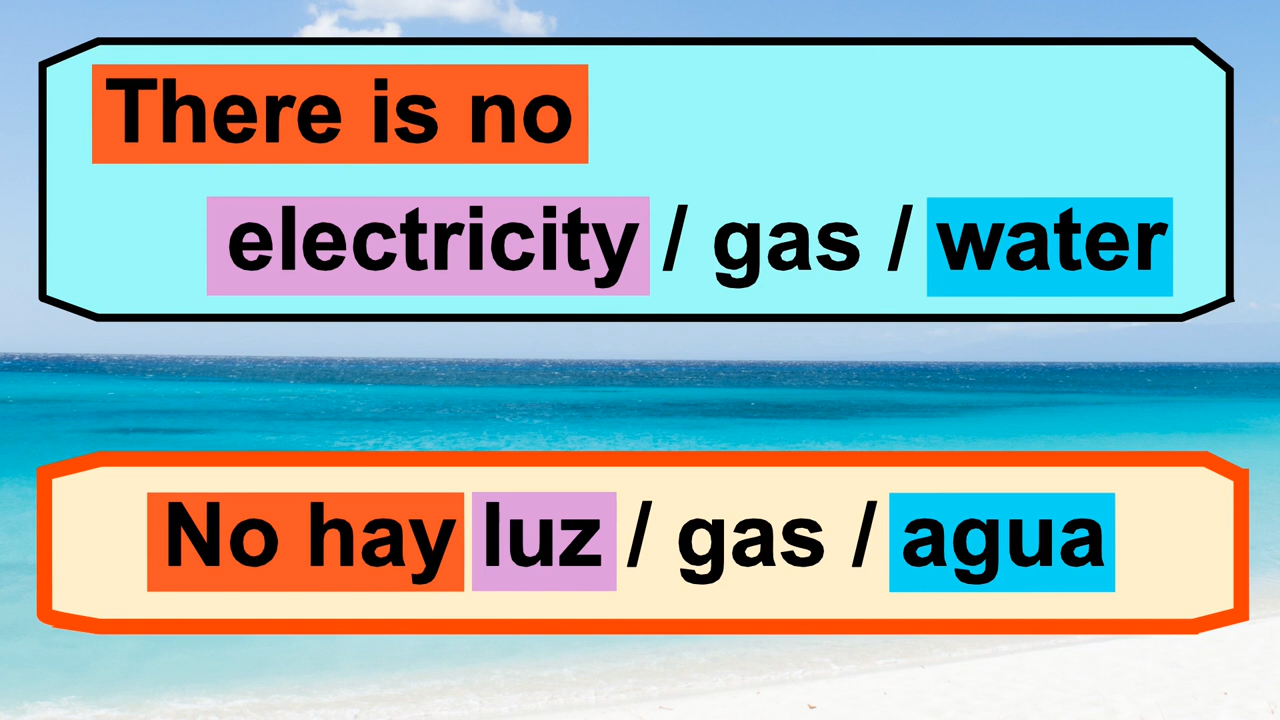 There is no
electricity / gas / water
No hay luz / gas / agua